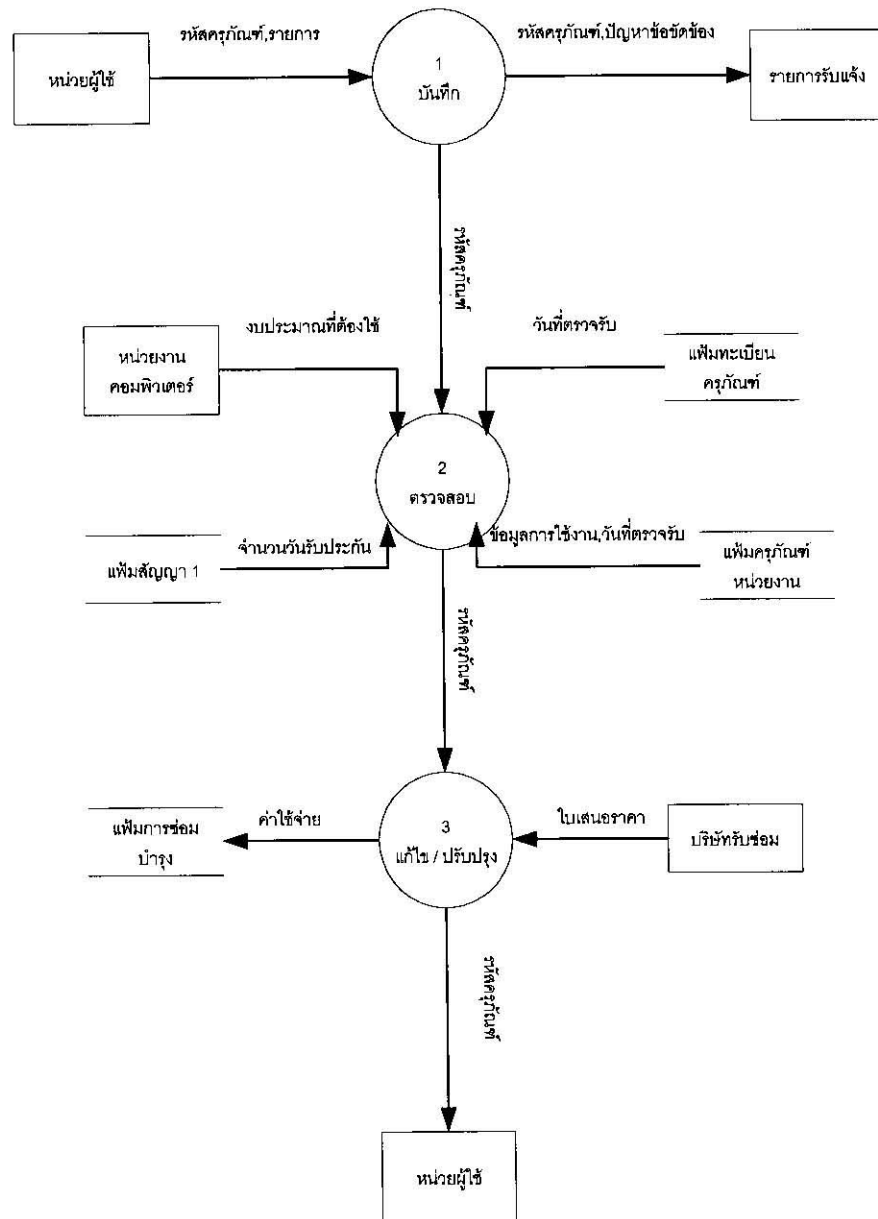 รหัสครุภัณฑ์,รายการ
รหัสครุภัณฑ์,ปัญหาข้อขัดข้อง
หน่วยผู้ใช้
1
บันทึก
รายการรับแจ้ง
รหัสครุภัณฑ์
งบประมาณที่ต้องใช้
วันที่ตรวจรับ
หน่วยงาน
คอมพิวเตอร์
แฟ้มทะเบียน
ครุภัณฑ์
2
ตรวจสอบ
จำนวนวันรับประกัน
ข้อมูลการใช้งาน,วันที่ตรวจรับ
แฟ้มสัญญา 1
แฟ้มครุภัณฑ์
หน่วยงาน
รหัสครุภัณฑ์
ค่าใช้จ่าย
ใบเสนอราคา
แฟ้มการซ่อม
บำรุง
3
แก้ไข / ปรับปรุง
บริษัทรับซ่อม
รหัสครุภัณฑ์
หน่วยผู้ใช้